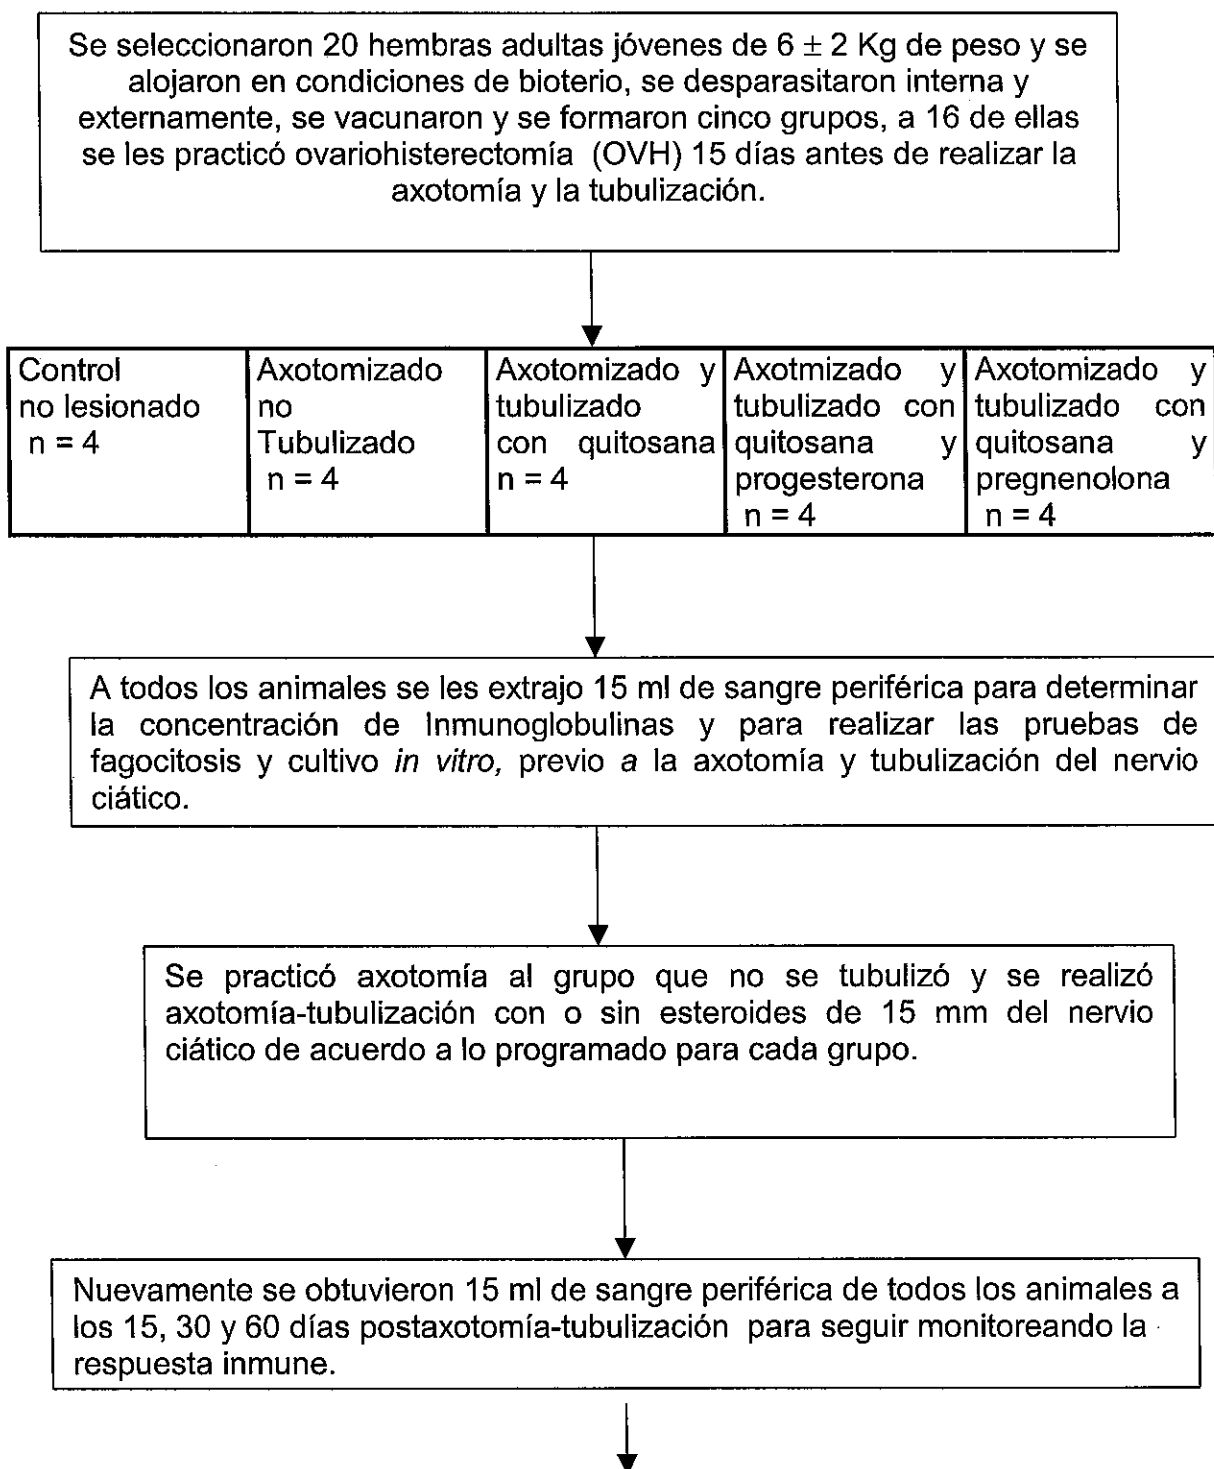 Se seleccionaron 20 hembras adultas jóvenes de 6 ± 2 Kg de peso y se
alojaron en condiciones de bioterio, se desparasitaron interna y
externamente, se vacunaron y se formaron cinco grupos, a 16 de ellas
se les practicó ovariohisterectomía (OVH) 15 días antes de realizar la
axotomía y la tubulización.
Control
no lesionado
n = 4
Axotomizado
no
Tubulizado
n = 4
Axotomizado y
tubulizado
con quitosana
n = 4
Axotmizado y
tubulizado con
quitosana y
progesterona
n = 4
Axotomizado y
tubulizado con
quitosana y
pregnenolona
n = 4
A todos los animales se les extrajo 15 ml de sangre periférica para determinar
la concentración de Inmunoglobulinas y para realizar las pruebas de
fagocitosis y cultivo in vitro, previo a la axotomía y tubulización del nervio
ciático.
Se practicó axotomía al grupo que no se tubulizó y se realizó
axotomía-tubulización con o sin esteroides de 15 mm del nervio
ciático de acuerdo a lo programado para cada grupo.
Nuevamente se obtuvieron 15 ml de sangre periférica de todos los animales a
los 15, 30 y 60 días postaxotomía-tubulización para seguir monitoreando la
respuesta inmune.